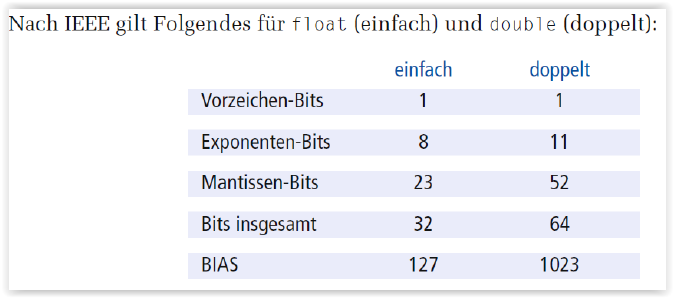 Nach IEEE gilt Folgendes für float (einfach) und double (doppelt):
einfach doppelt
Vorzeichen-Bits 1 1
Exponenten-Bits 8 11
Mantissen-Bits 23 52
Bits insgesamt 32 64
BIAS 127 1023